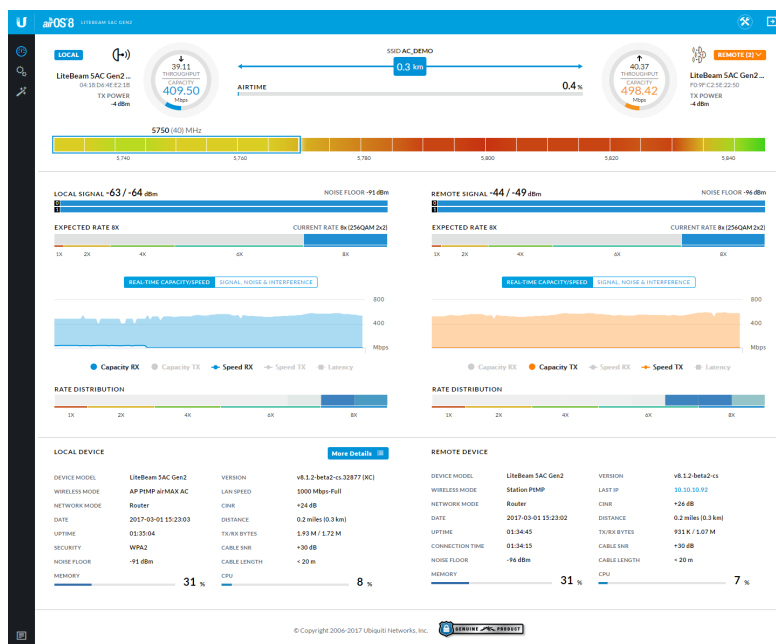 U airOS®8 LITEBEAM 5AC GEN2
LOCAL
LiteBeam 5AC Gen2...
04:18:D6:4E:E2:1B
TX POWER
-4 dBm
39.11
THROUGHPUT
CAPACITY
409.50
Mbps
SSID AC_DEMO
0.3 km
AIRTIME 0.4 %
40.37
THROUGHPUT
CAPACITY
498.42
Mbps
REMOTE (2)
LiteBeam 5AC Gen2...
F0:9F:C2:5E:22:50
TX POWER
-4 dBm
5750 (40) MHz
5,740 5,760 5,780 5,800 5,820 5,840
LOCAL SIGNAL -63 / -64 dBm NOISE FLOOR -91 dBm
0
1
EXPECTED RATE 8X CURRENT RATE 8x (256QAM 2x2)
1X 2X 4X 6X 8X
REAL-TIME CAPACITY/SPEED SIGNAL, NOISE & INTERFERENCE
800
400
Mbps
Capacity RX Capacity TX Speed RX Speed TX Latency
RATE DISTRIBUTION
1X 2X 4X 6X 8X
REMOTE SIGNAL -44 / -49 dBm NOISE FLOOR -96 dBm
0
1
EXPECTED RATE 8X CURRENT RATE 8x (256QAM 2x2)
1X 2X 4X 6X 8X
REAL-TIME CAPACITY/SPEED SIGNAL, NOISE & INTERFERENCE
800
400
Mbps
Capacity RX Capacity TX Speed RX Speed TX Latency
RATE DISTRIBUTION
1X 2X 4X 6X 8X
LOCAL DEVICE More Details
DEVICE MODEL LiteBeam 5AC Gen2 VERSION v8.1.2-beta2-cs.32877 (XC)
WIRELESS MODE AP PtMP airMAX AC LAN SPEED 1000 Mbps-Full
NETWORK MODE Router CINR +24 dB
DATE 2017-03-01 15:23:03 DISTANCE 0.2 miles (0.3 km)
UPTIME 01:35:04 TX/RX BYTES 1.93 M / 1.72 M
SECURITY WPA2 CABLE SNR +30 dB
NOISE FLOOR -91 dBm CABLE LENGTH < 20 m
MEMORY 31 % CPU 8 %
REMOTE DEVICE
DEVICE MODEL LiteBeam 5AC Gen2 VERSION v8.1.2-beta2-cs
WIRELESS MODE Station PtMP LAST IP 10.10.10.92
NETWORK MODE Router CINR +26 dB
DATE 2017-03-01 15:23:02 DISTANCE 0.2 miles (0.3 km)
UPTIME 01:34:45 TX/RX BYTES 931 K / 1.07 M
CONNECTION TIME 01:34:15 CABLE SNR +30 dB
NOISE FLOOR -96 dBm CABLE LENGTH < 20 m
MEMORY 31 % CPU 7 %
© Copyright 2006-2017 Ubiquiti Networks, Inc. GENUINE PRODUCT